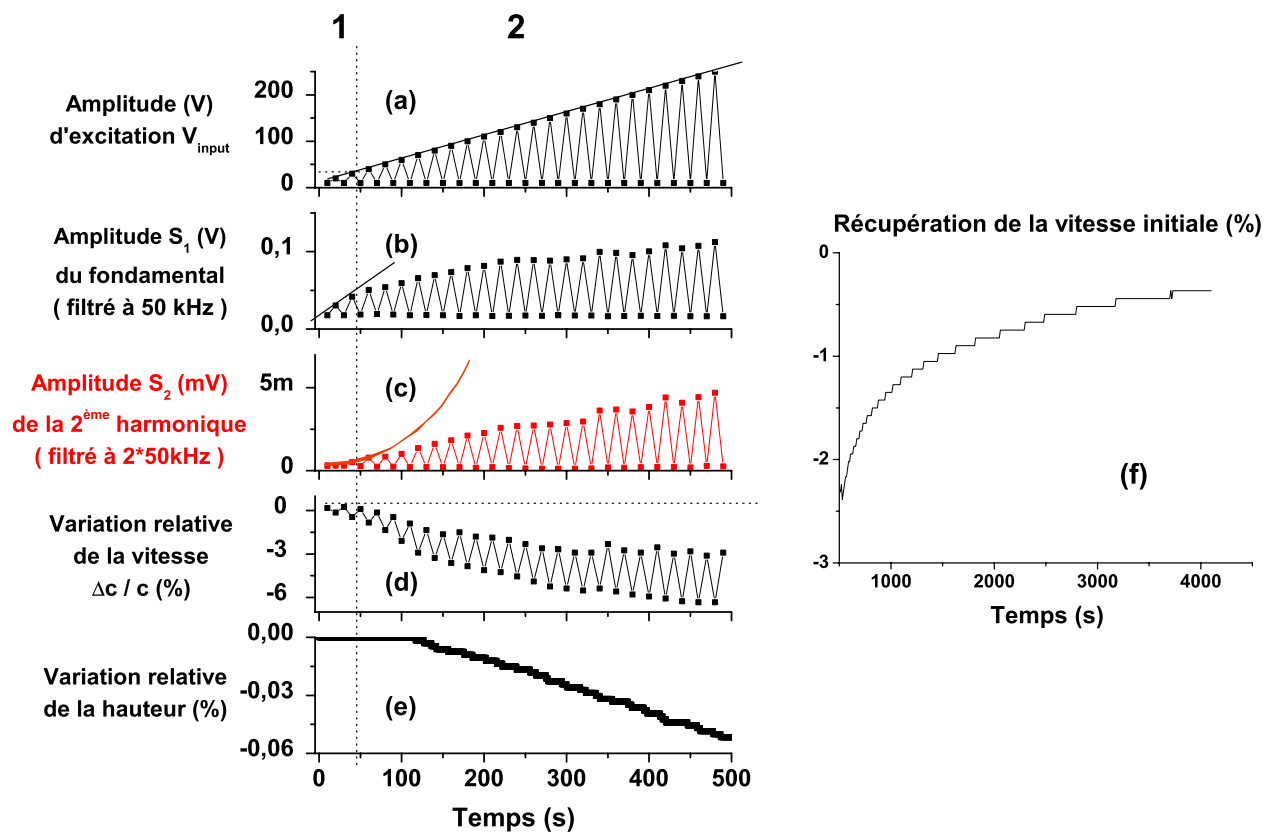 1 2
Amplitude (V)
d'excitation Vinput
200
100
0
(a)
Amplitude S1 (V)
du fondamental
( filtré à 50 kHz )
0,1
0,0
(b)
Amplitude S2 (mV)
de la 2ème harmonique
( filtré à 2*50kHz )
5m
0
(c)
Variation relative
de la vitesse
Δc / c (%)
0
-3
-6
(d)
Variation relative
de la hauteur (%)
0,00
-0,03
-0,06
(e)
0 100 200 300 400 500
Temps (s)
Récupération de la vitesse initiale (%)
0
-1
-2
-3
(f)
1000 2000 3000 4000
Temps (s)